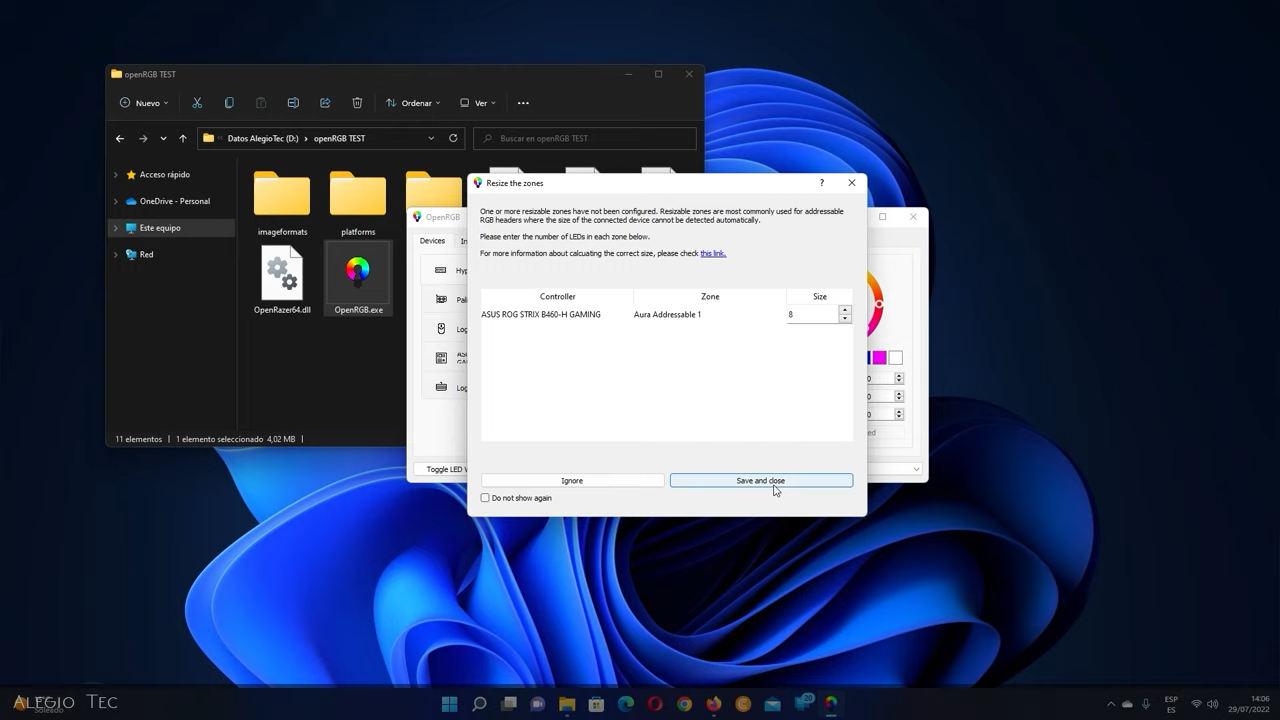 openRGB TEST
Nuevo
Ordenar
Ver
Datos AlegioTec (D:) > openRGB TEST
Buscar en openRGB TEST
Acceso rápido
OneDrive - Personal
Este equipo
Red
imageformats
platforms
OpenRazer64.dll
OpenRGB.exe
11 elementos
1 elemento seleccionado 4,02 MB
OpenRGB
Devices
In
Hyp
Log
Log
Toggle LED V
Resize the zones
One or more resizable zones have not been configured. Resizable zones are most commonly used for addressable
RGB headers where the size of the connected device cannot be detected automatically.
Please enter the number of LEDs in each zone below.
For more information about calcuating the correct size, please check this link.
Controller Zone Size
ASUS ROG STRIX B460-H GAMING Aura Addressable 1 8
Ignore
Save and close
Do not show again
ALEGIO TEC
20
ESP
ES
14:06
29/07/2022